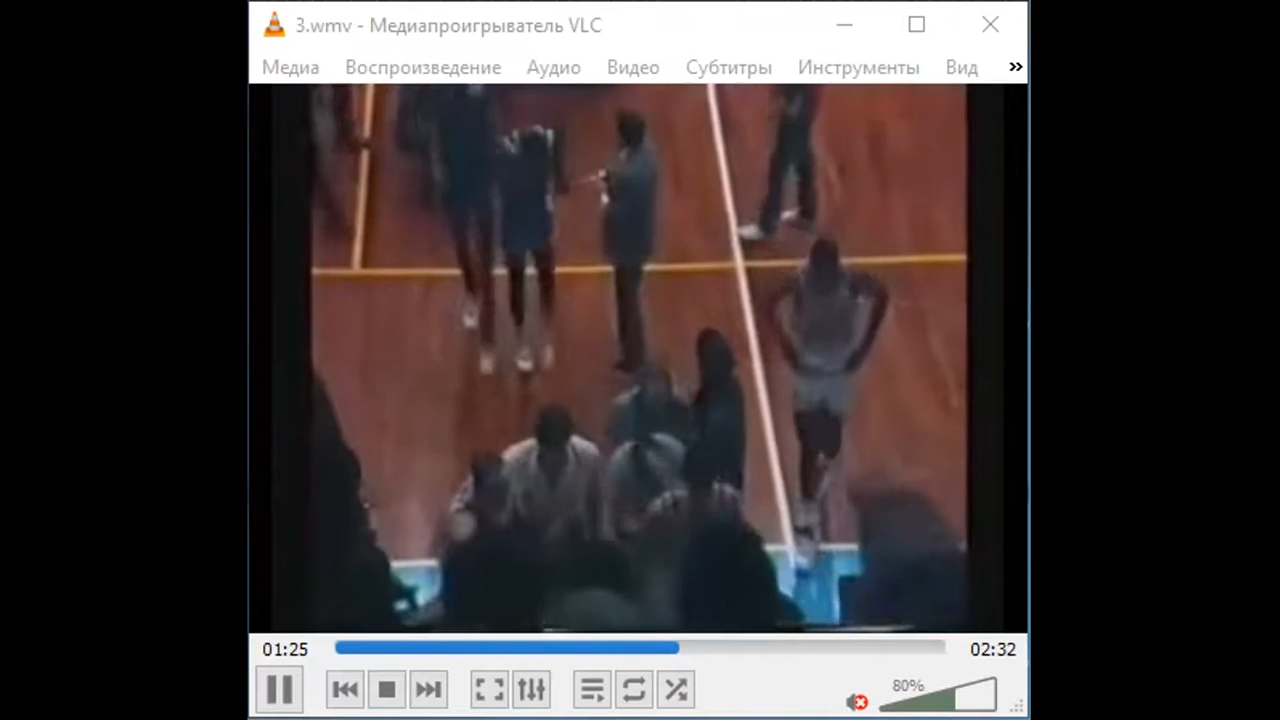 3.wmv - Медиапроигрыватель VLC
Медиа Воспроизведение Аудио Видео Субтитры Инструменты Вид »
01:25 02:32
80%